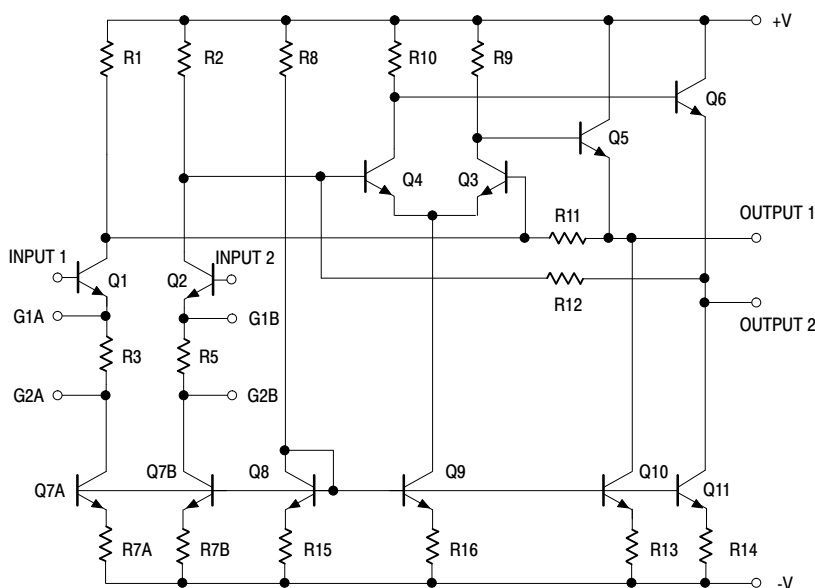 +V
R1 R2 R8 R10 R9
Q6
Q5
Q4 Q3
R11 OUTPUT 1
INPUT 1 INPUT 2
Q1 Q2
R12
G1A G1B OUTPUT 2
R3 R5
G2A G2B
Q7A Q7B Q8 Q9 Q10 Q11
R7A R7B R15 R16 R13 R14
-V